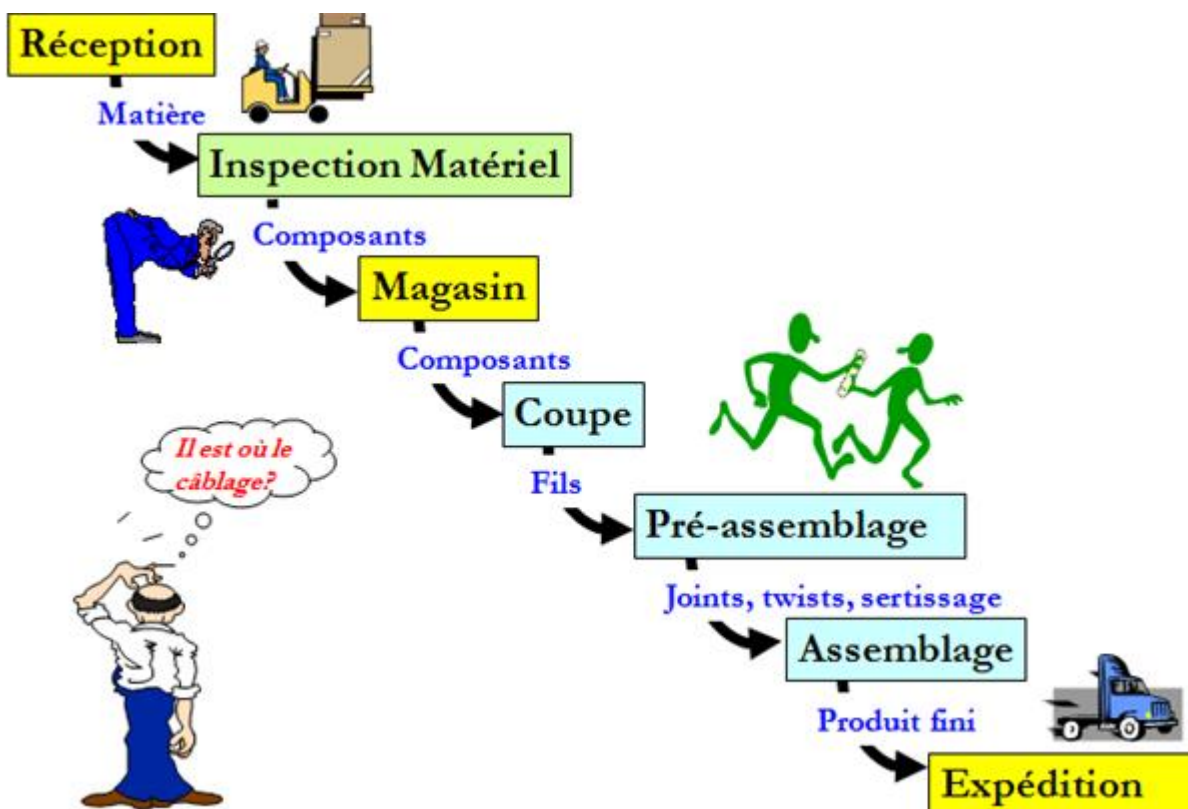 Réception
Matière
Inspection Matériel
Composants
Magasin
Composants
Coupe
Il est où le
câblage?
Fils
Pré-assemblage
Joints, twists, sertissage
Assemblage
Produit fini
Expédition